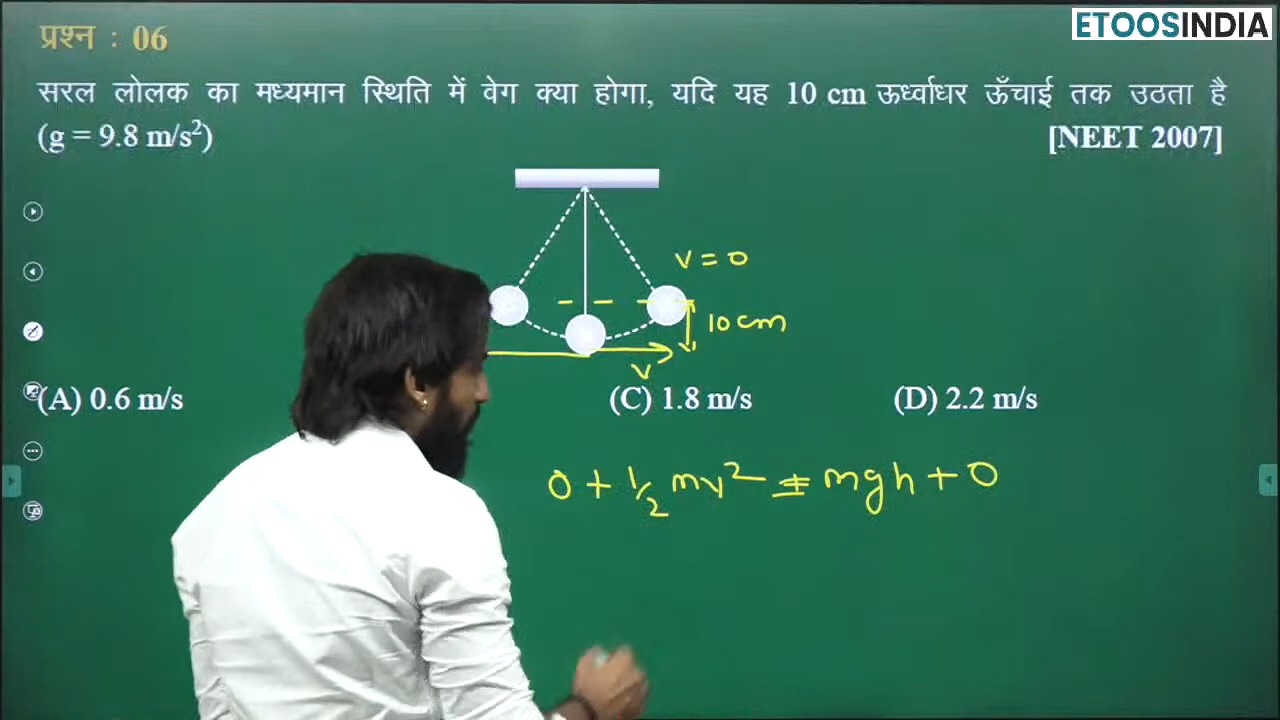 ETOOSINDIA
प्रश्न : 06
सरल लोलक का मध्यमान स्थिति में वेग क्या होगा, यदि यह 10 cm ऊर्ध्वाधर ऊँचाई तक उठता है
(g = 9.8 m/s²) [NEET 2007]
v = 0
10 cm
v
(A) 0.6 m/s (C) 1.8 m/s (D) 2.2 m/s
0 + 1/2 mv² = mgh + 0